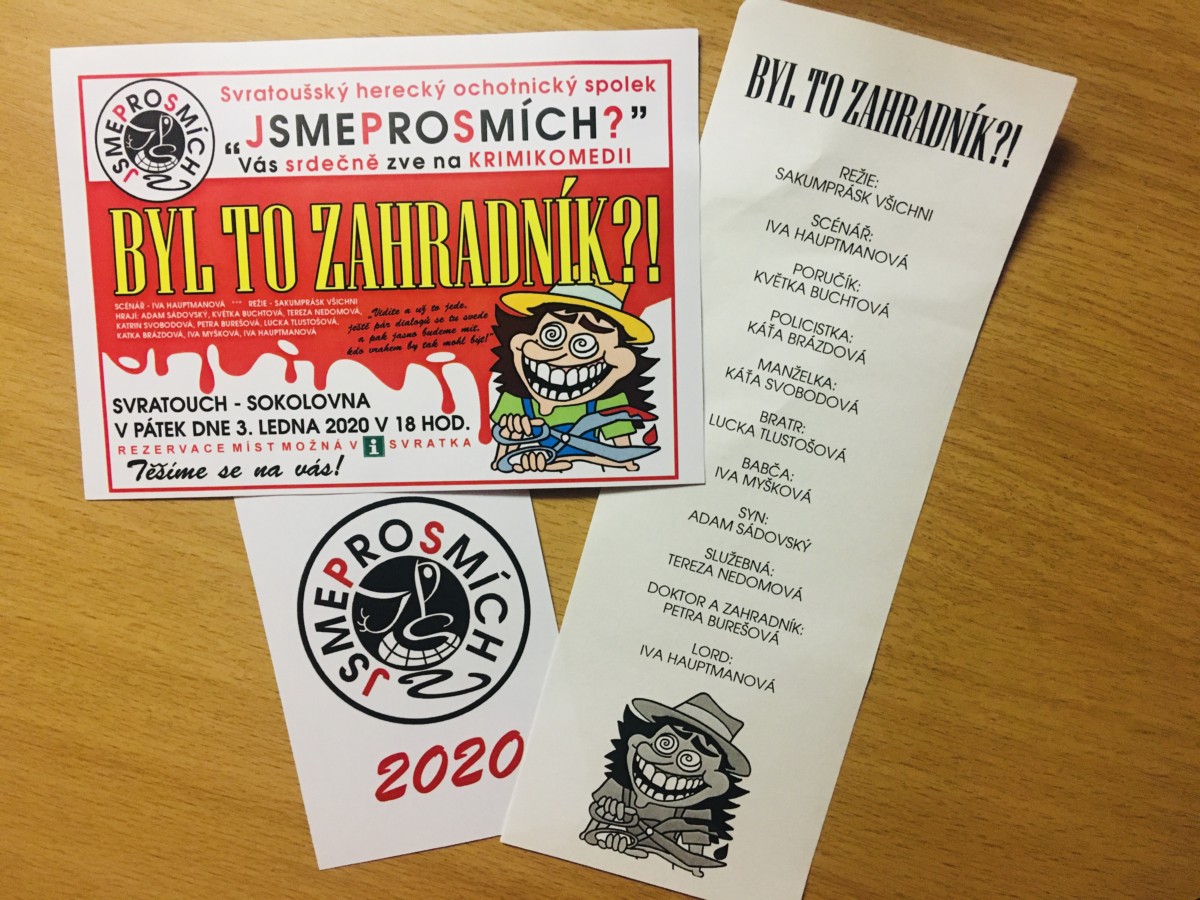 JSMEPROSMÍCH
Svratoušský herecký ochotnický spolek
"JSMEPROSMÍCH?"
Vás srdečně zve na KRIMIKOMEDII
BYL TO ZAHRADNÍK?!
SCÉNÁŘ - IVA HAUPTMANOVÁ *** REŽIE - SAKUMPRÁSK VŠICHNI
HRAJÍ: ADAM SÁDOVSKÝ, KVĚTKA BUCHTOVÁ, TEREZA NEDOMOVÁ,
KATRIN SVOBODOVÁ, PETRA BUREŠOVÁ, LUCKA TLUSTOŠOVÁ,
KATKA BRÁZDOVÁ, IVA MYŠKOVÁ, IVA HAUPTMANOVÁ
„Vidíte a už to jede,
ještě pár dialogů se tu svede
a pak jasno budeme mít,
kdo vrahem by tak mohl být!"
SVRATOUCH - SOKOLOVNA
V PÁTEK DNE 3. LEDNA 2020 V 18 HOD.
REZERVACE MÍST MOŽNÁ V i SVRATKA
Těšíme se na vás!
JSMEPROSMÍCH
2020
BYL TO ZAHRADNÍK?!
REŽIE:
SAKUMPRÁSK VŠICHNI
SCÉNÁŘ:
IVA HAUPTMANOVÁ
PORUČÍK:
KVĚTKA BUCHTOVÁ
POLICISTKA:
KÁŤA BRÁZDOVÁ
MANŽELKA:
KÁŤA SVOBODOVÁ
BRATR:
LUCKA TLUSTOŠOVÁ
BABČA:
IVA MYŠKOVÁ
SYN:
ADAM SÁDOVSKÝ
SLUŽEBNÁ:
TEREZA NEDOMOVÁ
DOKTOR A ZAHRADNÍK:
PETRA BUREŠOVÁ
LORD:
IVA HAUPTMANOVÁ